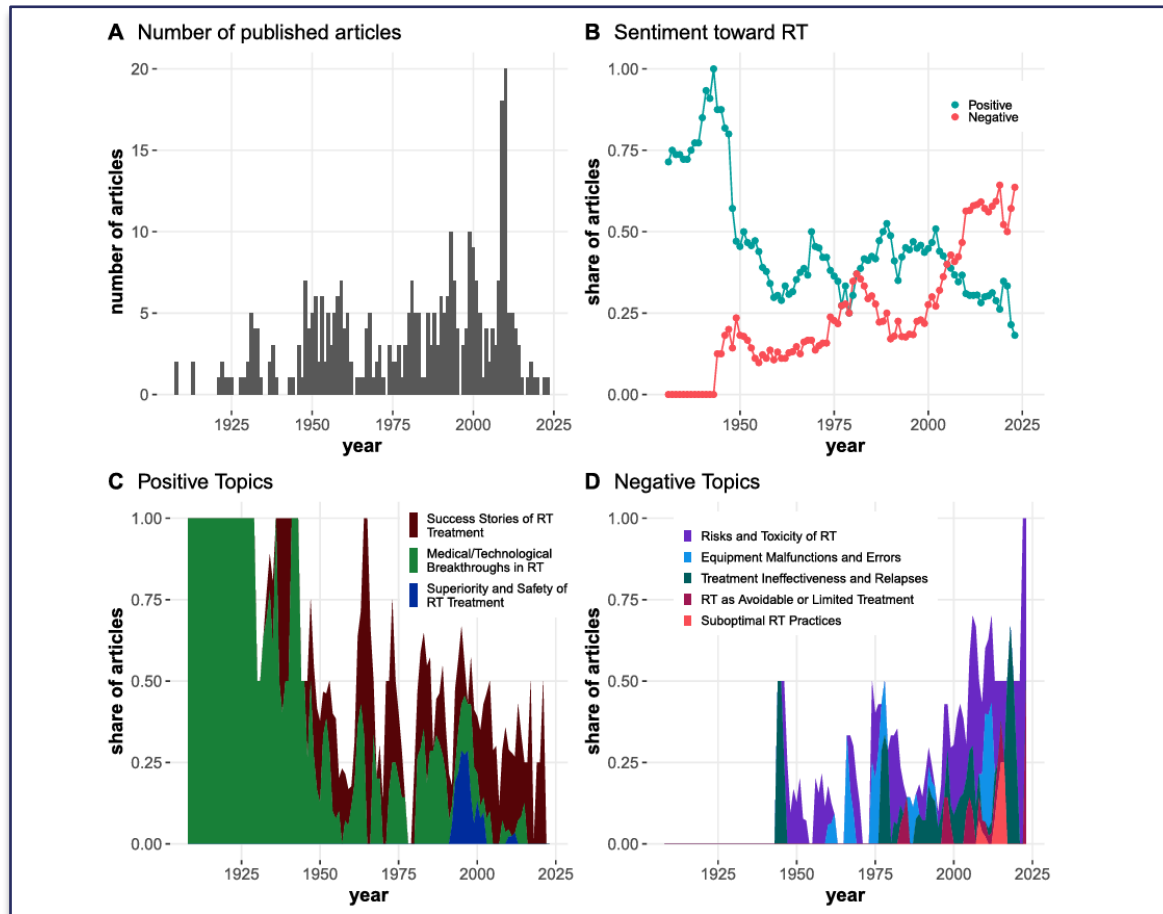 A Number of published articles
20
15
10
5
0
number of articles
1925
1950
1975
2000
2025
year
B Sentiment toward RT
1.00
0.75
0.50
0.25
0.00
share of articles
Positive
Negative
1950
1975
2000
2025
year
C Positive Topics
1.00
0.75
0.50
0.25
0.00
share of articles
Success Stories of RT
Treatment
Medical/Technological
Breakthroughs in RT
Superiority and Safety of
RT Treatment
1925
1950
1975
2000
2025
year
D Negative Topics
1.00
0.75
0.50
0.25
0.00
share of articles
Risks and Toxicity of RT
Equipment Malfunctions and Errors
Treatment Ineffectiveness and Relapses
RT as Avoidable or Limited Treatment
Suboptimal RT Practices
1925
1950
1975
2000
2025
year